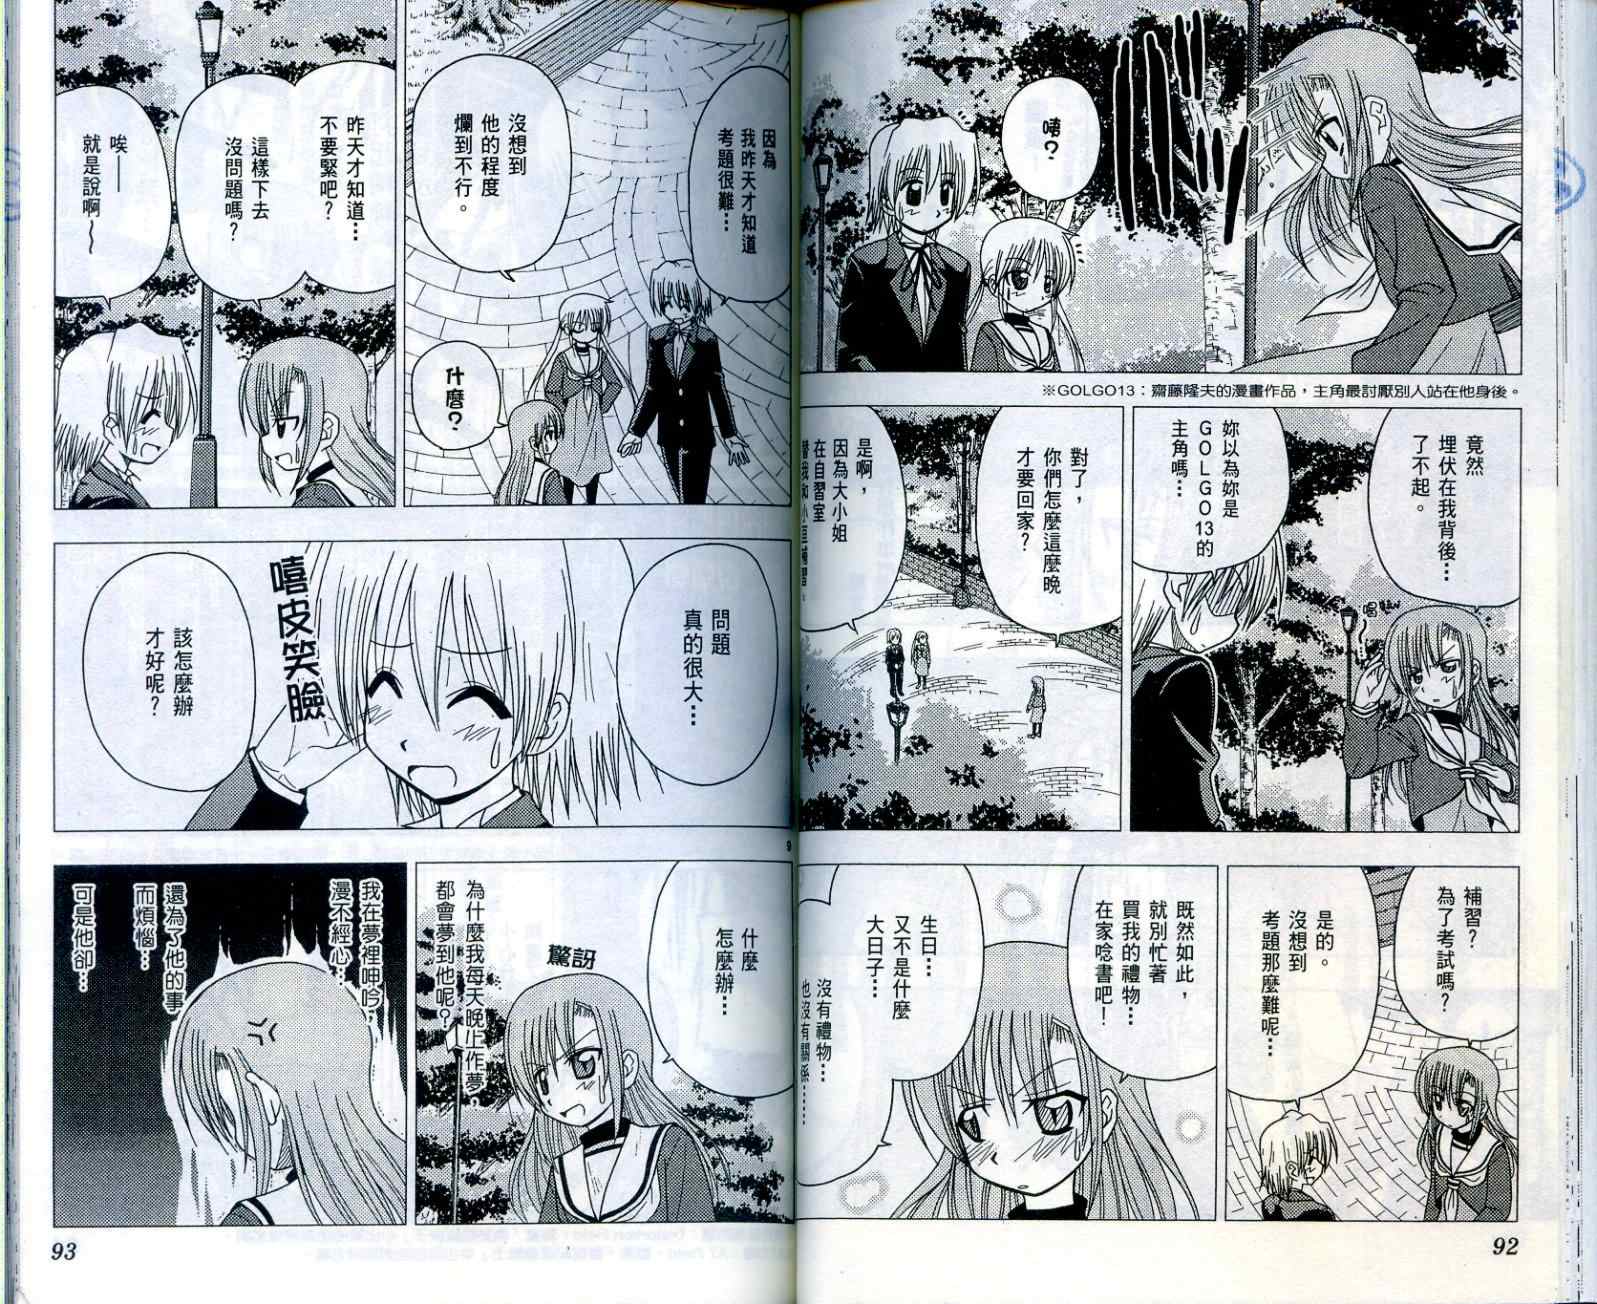 唷？
※GOLGO13：齋藤隆夫的漫畫作品，主角最討厭別人站在他身後。
竟然
埋伏在我背後…
了不起。
妳以為妳是
GOLGO13的
主角嗎…
對了，
你們怎麼這麼晚
才要回家？
是啊，
因為大小姐
在自習室
替我和小亘補習。
補習？
為了考試嗎？
是的。
沒想到
考題那麼難呢…
既然如此，
就別忙著
買我的禮物…
在家唸書吧！
生日…
又不是什麼
大日子…
沒有禮物…
也沒有關係……
92
因為
我昨天才知道
考題很難…
沒想到
他的程度
爛到不行。
什麼？
昨天才知道…
不要緊吧？
這樣下去
沒問題嗎？
唉——
就是說啊～
問題
真的很大…
嘻皮笑臉
該怎麼辦
才好呢？
什麼
怎麼辦…
驚訝
為什麼我每天晚上作夢，
都會夢到他呢？
我在夢裡呻吟，
漫不經心…
還為了他的事
而煩惱…
可是他卻…
93